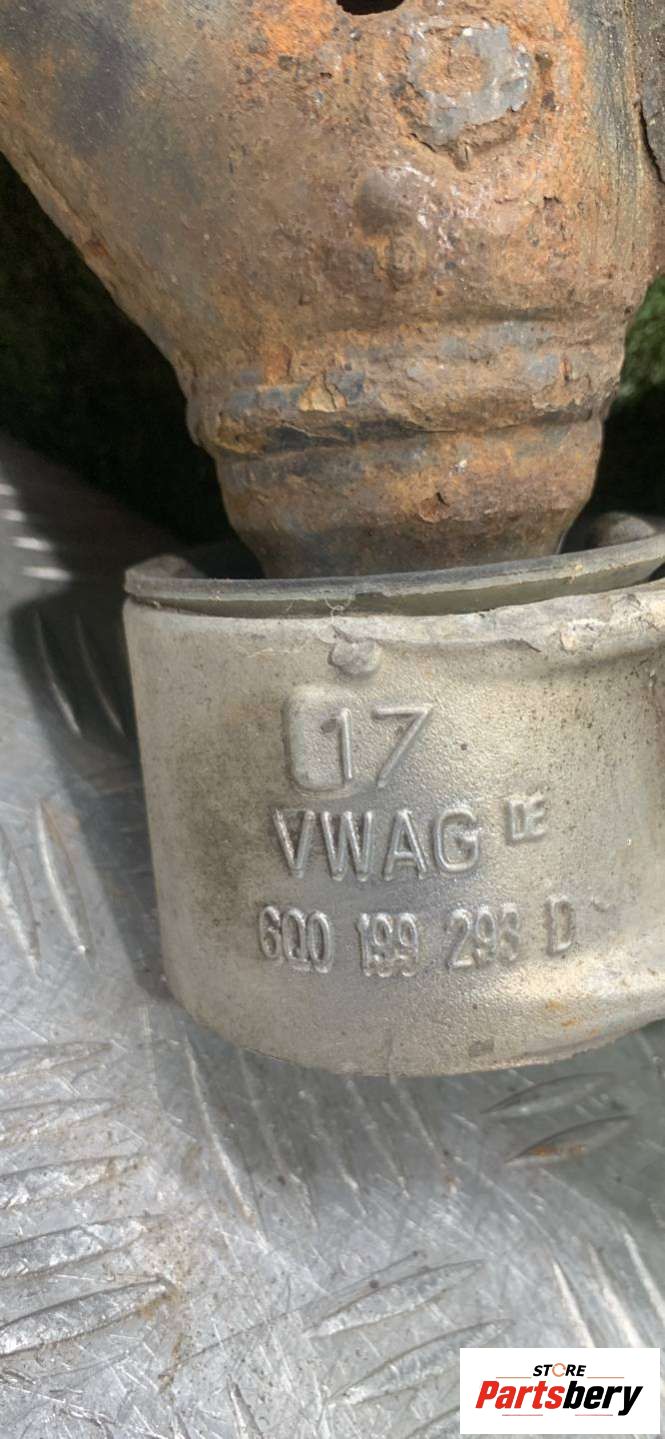 17
VWAG DE
6Q0 199 293 D
STORE
Partsbery